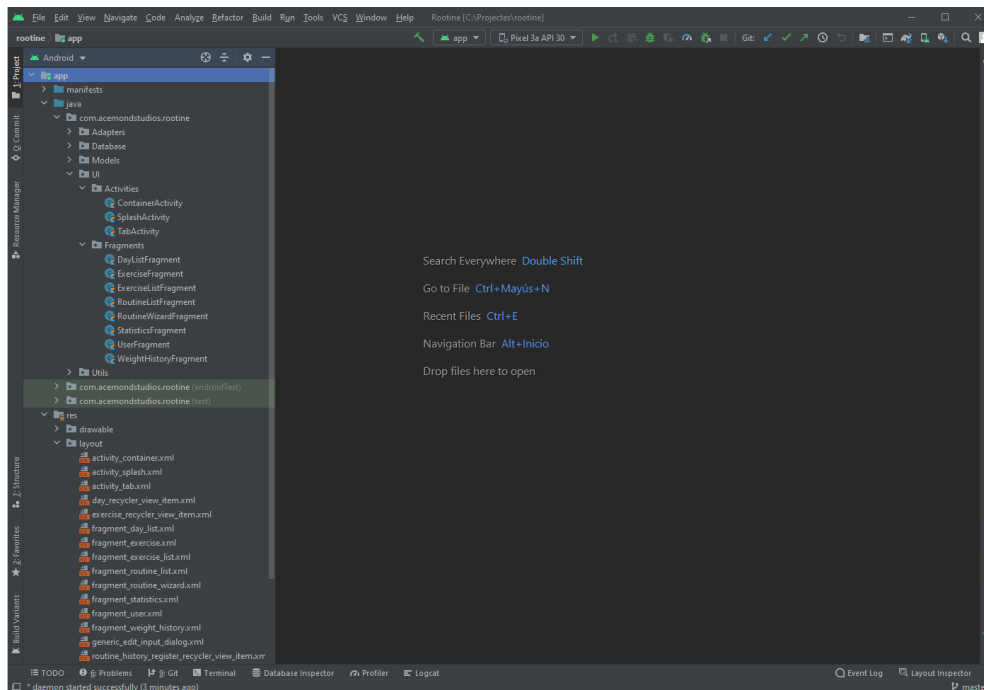 File Edit View Navigate Code Analyze Refactor Build Run Tools VCS Window Help Rootine [C:\Projectes\rootine]
rootine app
app Pixel 3a API 30 Git:
Android
1: Project
app
manifests
java
com.acemondstudios.rootine
Adapters
0: Commit
Database
Models
UI
Activities
ContainerActivity
Resource Manager
SplashActivity
TabActivity
Fragments
DayListFragment
ExerciseFragment
ExerciseListFragment
RoutineListFragment
RoutineWizardFragment
StatisticsFragment
UserFragment
WeightHistoryFragment
Utils
com.acemondstudios.rootine (androidTest)
com.acemondstudios.rootine (test)
res
drawable
layout
activity_container.xml
activity_splash.xml
7: Structure
activity_tab.xml
day_recycler_view_item.xml
exercise_recycler_view_item.xml
fragment_day_list.xml
2: Favorites
fragment_exercise.xml
fragment_exercise_list.xml
fragment_routine_list.xml
fragment_routine_wizard.xml
fragment_statistics.xml
Build Variants
fragment_user.xml
fragment_weight_history.xml
generic_edit_input_dialog.xml
routine_history_register_recycler_view_item.xm
Search Everywhere Double Shift
Go to File Ctrl+Mayús+N
Recent Files Ctrl+E
Navigation Bar Alt+Inicio
Drop files here to open
TODO 6: Problems 9: Git Terminal Database Inspector Profiler Logcat Event Log Layout Inspector
* daemon started successfully (3 minutes ago) maste